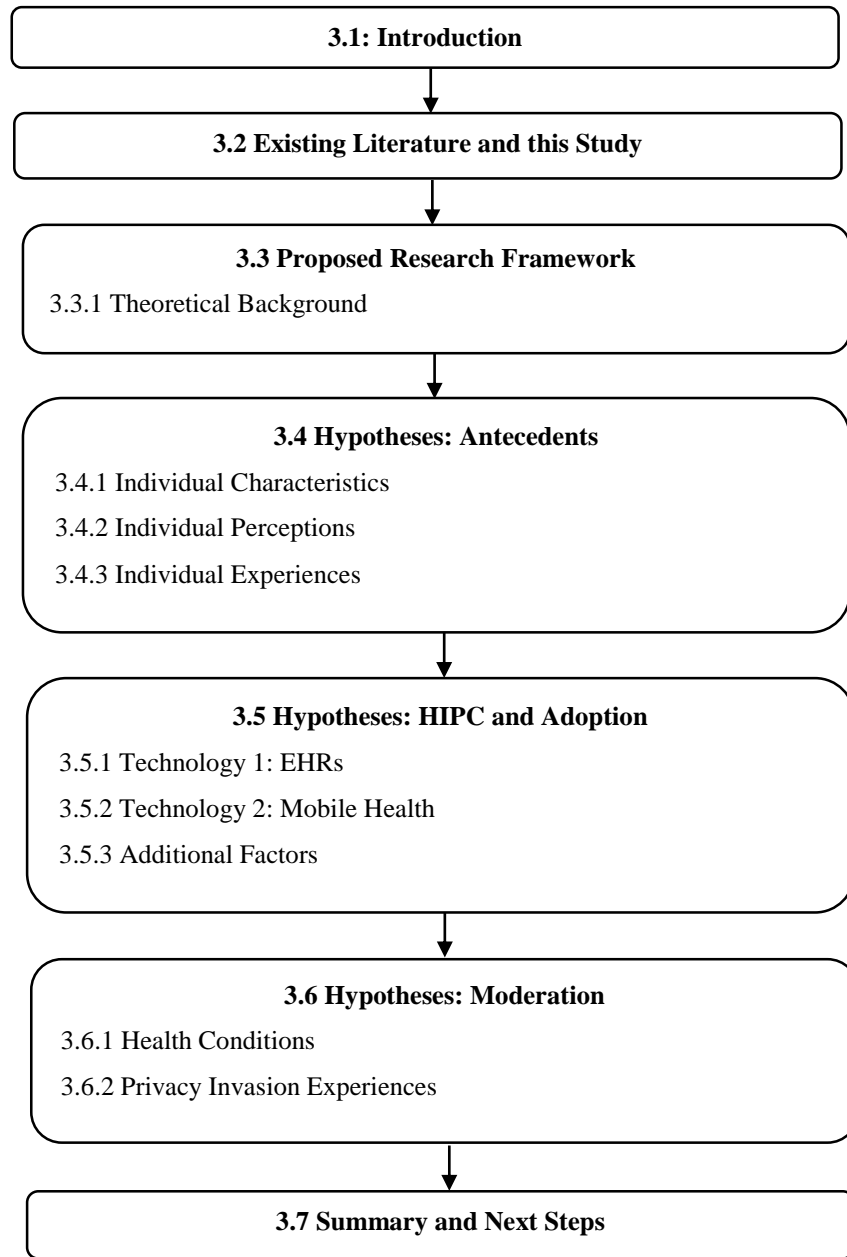 3.1: Introduction
3.2 Existing Literature and this Study
3.3 Proposed Research Framework
3.3.1 Theoretical Background
3.4 Hypotheses: Antecedents
3.4.1 Individual Characteristics
3.4.2 Individual Perceptions
3.4.3 Individual Experiences
3.5 Hypotheses: HIPC and Adoption
3.5.1 Technology 1: EHRs
3.5.2 Technology 2: Mobile Health
3.5.3 Additional Factors
3.6 Hypotheses: Moderation
3.6.1 Health Conditions
3.6.2 Privacy Invasion Experiences
3.7 Summary and Next Steps